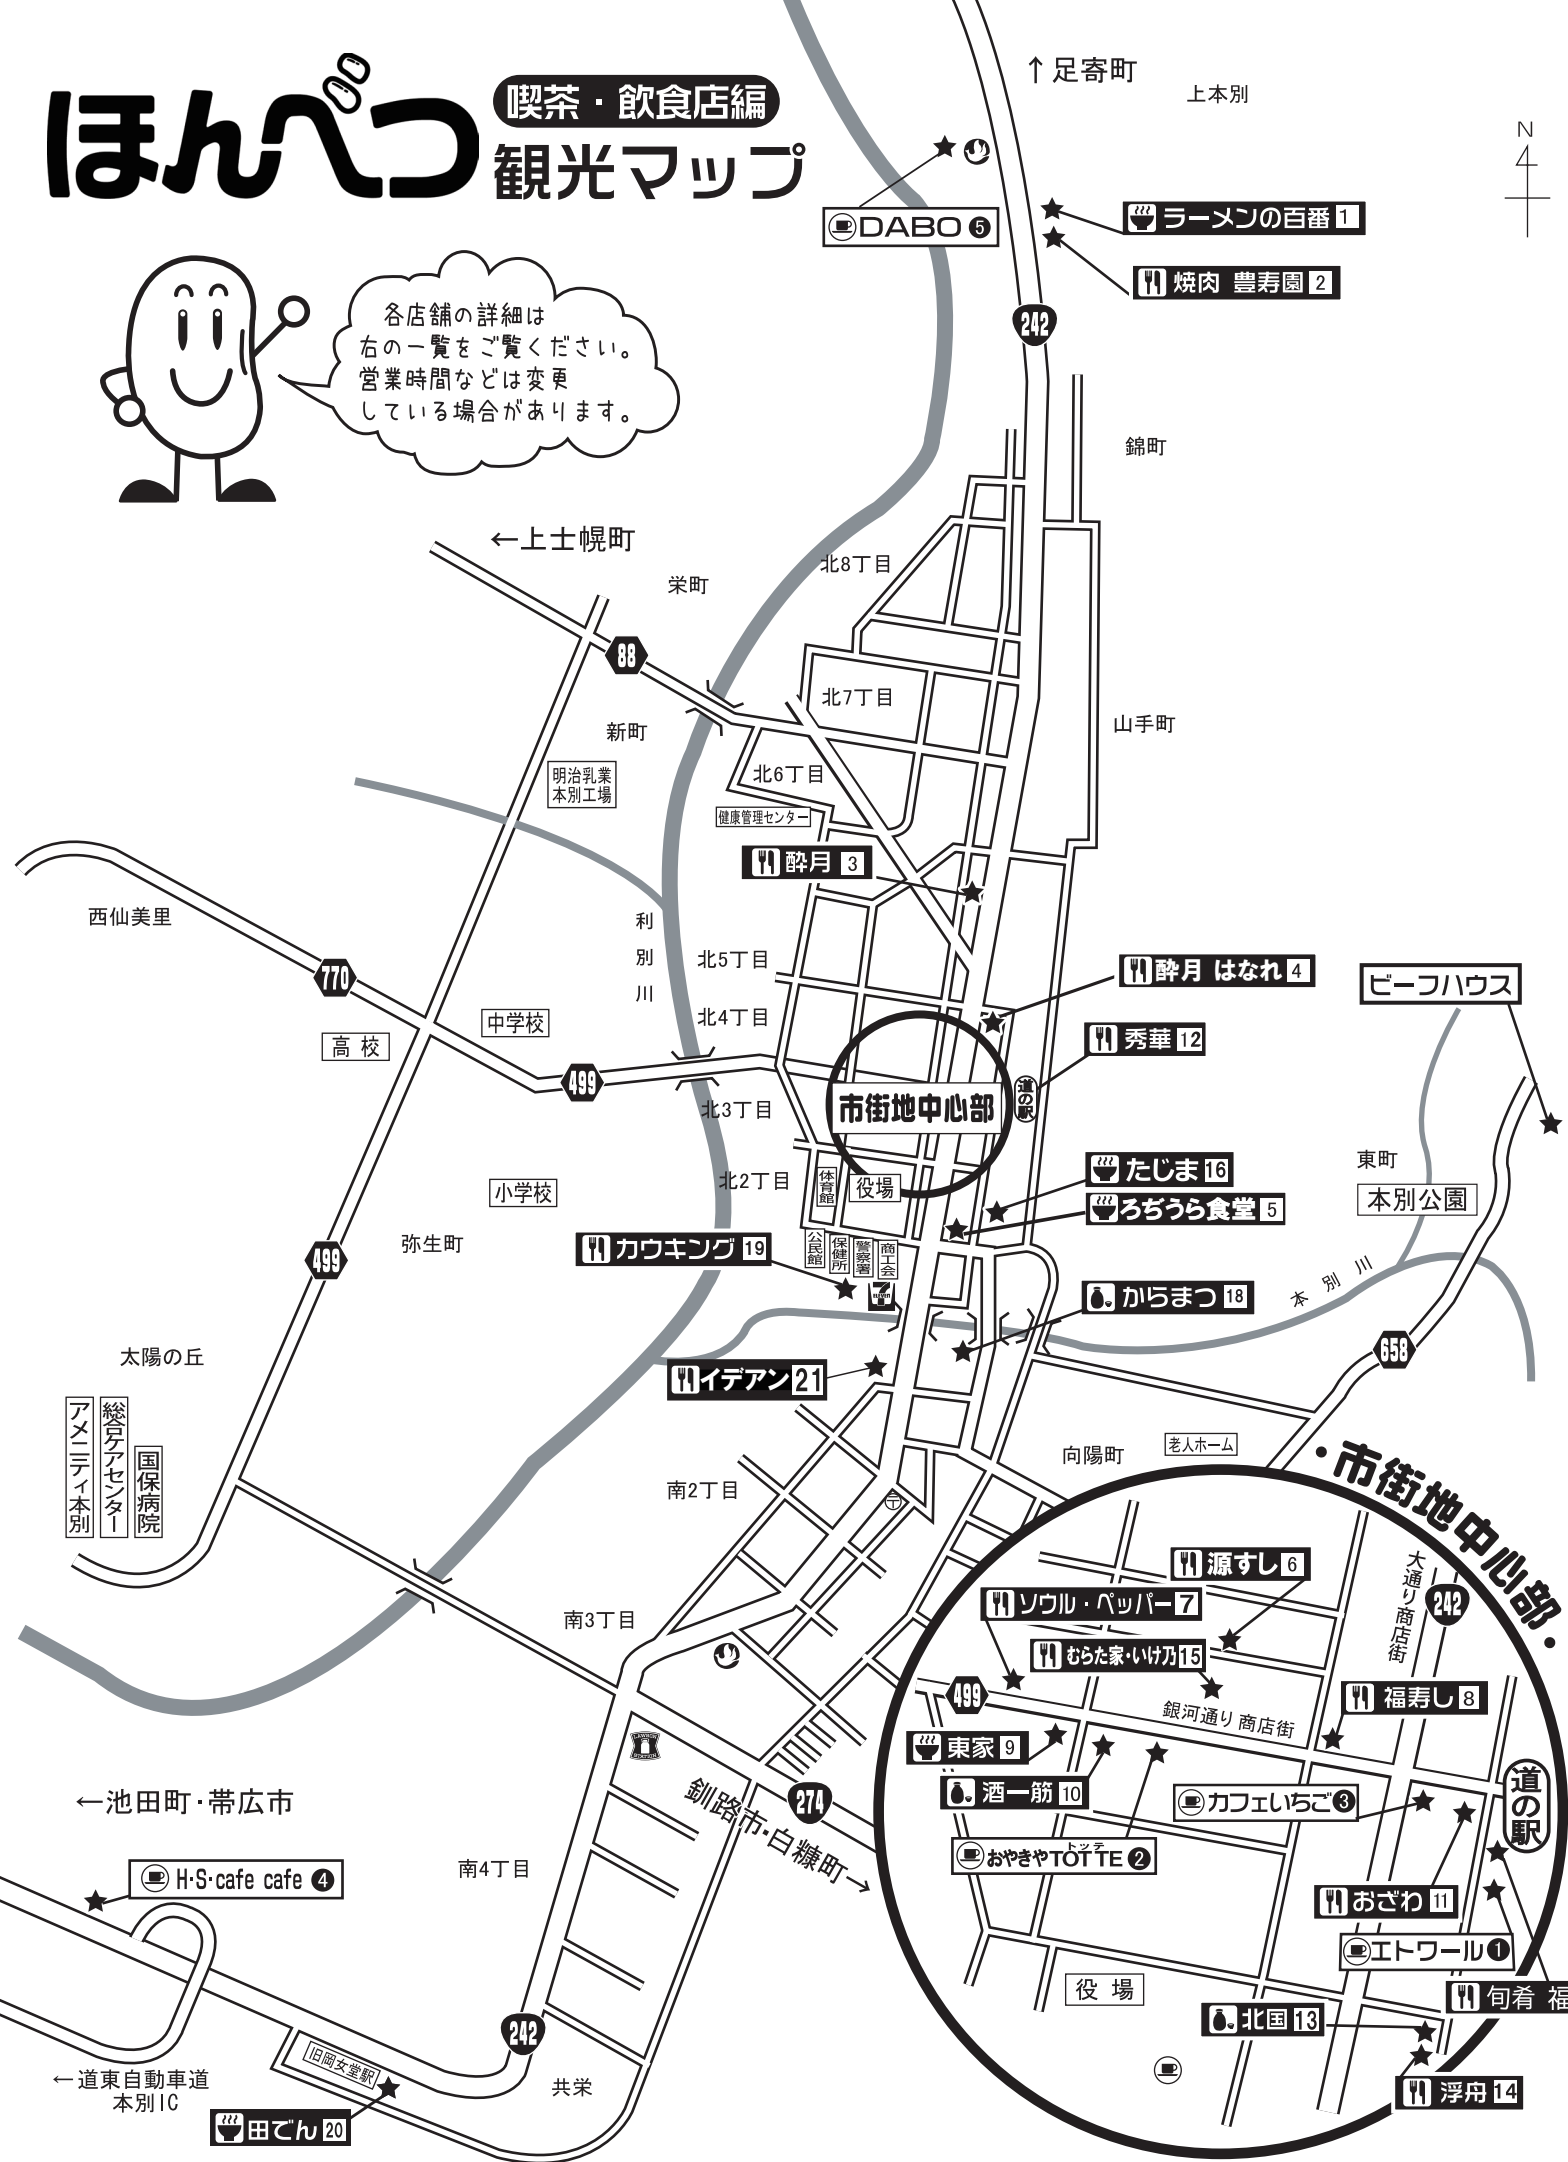 ほんべつ
喫茶・飲食店編
観光マップ
↑足寄町
上本別
N
DABO 5
ラーメンの百番 1
焼肉 豊寿園 2
各店舗の詳細は
右の一覧をご覧ください。
営業時間などは変更
している場合があります。
242
錦町
←上士幌町
栄町
北8丁目
88
北7丁目
新町
山手町
明治乳業
本別工場
北6丁目
健康管理センター
酔月 3
西仙美里
利別川
北5丁目
酔月 はなれ 4
ビーフハウス
770
中学校
北4丁目
高 校
秀華 12
499
道の駅
市街地中心部
北3丁目
東町
たじま 16
本別公園
小学校
北2丁目
体育館
役場
ろぢうら食堂 5
弥生町
カウキング 19
公民館
保健所
警察署
商工会
7
ELEVEN
499
からまつ 18
本別川
太陽の丘
イデアン 21
658
アメニティ本別
総合ケアセンター
国保病院
向陽町
老人ホーム
・市街地中心部・
南2丁目
〒
源すし 6
大通り商店街
242
ソウル・ペッパー 7
南3丁目
むらた家・いけ乃 15
499
福寿し 8
銀河通り 商店街
東家 9
LAWSON
STATION
酒一筋 10
カフェいちご 3
道の駅
←池田町・帯広市
釧路市・白糠町→
274
トッテ
おやきやTOTTE 2
H・S・cafe cafe 4
南4丁目
おざわ 11
エトワール 1
役 場
旬肴 福
北国 13
242
旧岡女堂駅
←道東自動車道
本別IC
共栄
浮舟 14
田でん 20